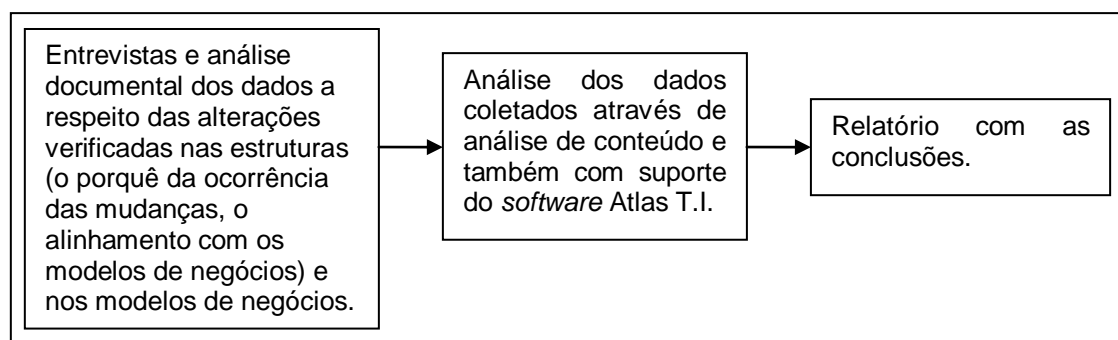 Entrevistas e análise
documental dos dados a
respeito das alterações
verificadas nas estruturas
(o porquê da ocorrência
das mudanças, o
alinhamento com os
modelos de negócios) e
nos modelos de negócios.
Análise dos dados
coletados através de
análise de conteúdo e
também com suporte
do software Atlas T.I.
Relatório com as
conclusões.